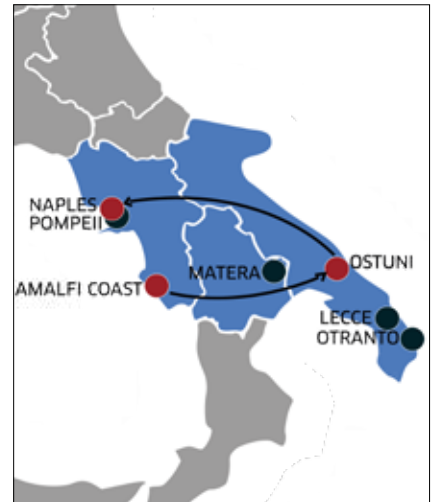 NAPLES
POMPEII
OSTUNI
MATERA
AMALFI COAST
LECCE
OTRANTO